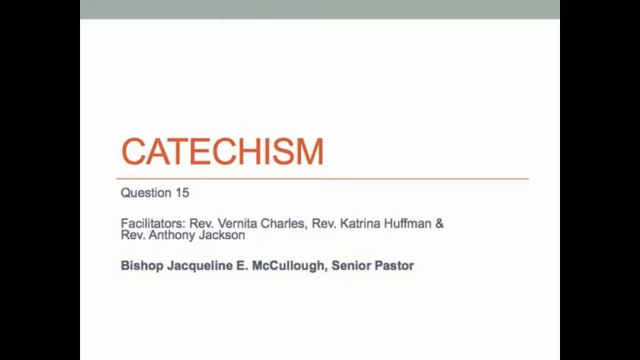 CATECHISM
Question 15
Facilitators: Rev. Vernita Charles, Rev. Katrina Huffman &
Rev. Anthony Jackson
Bishop Jacqueline E. McCullough, Senior Pastor